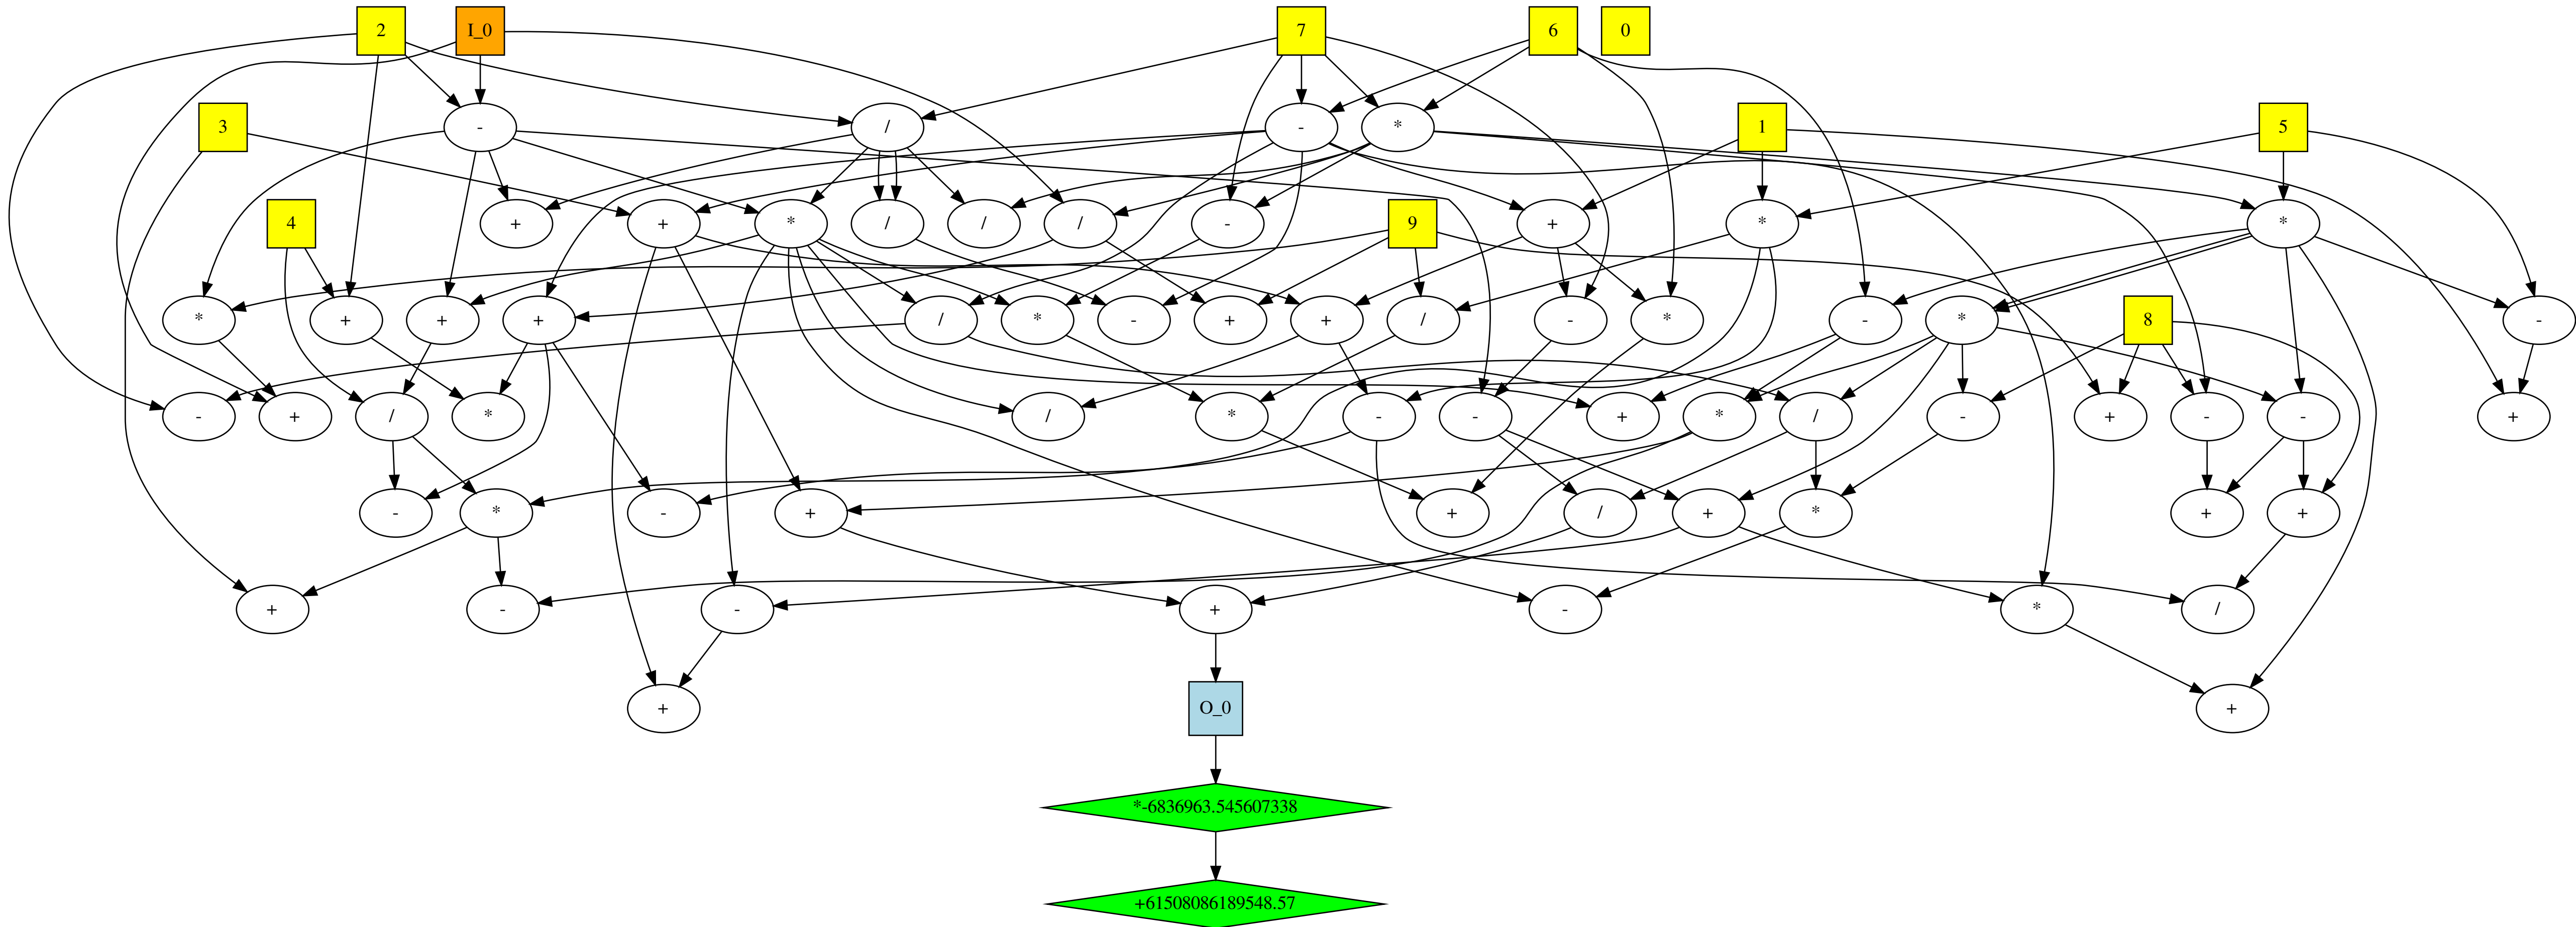 2 I_0 7 6 0
3 - / - * 1 5
4 + + * / / / - 9 + * *
* + + + / * - + + / - * - * 8 -
- + / * / * - - + * / - + - - +
- * - + + / + * + +
+ - - + - * /
+ O_0 +
*-6836963.545607338
+61508086189548.57